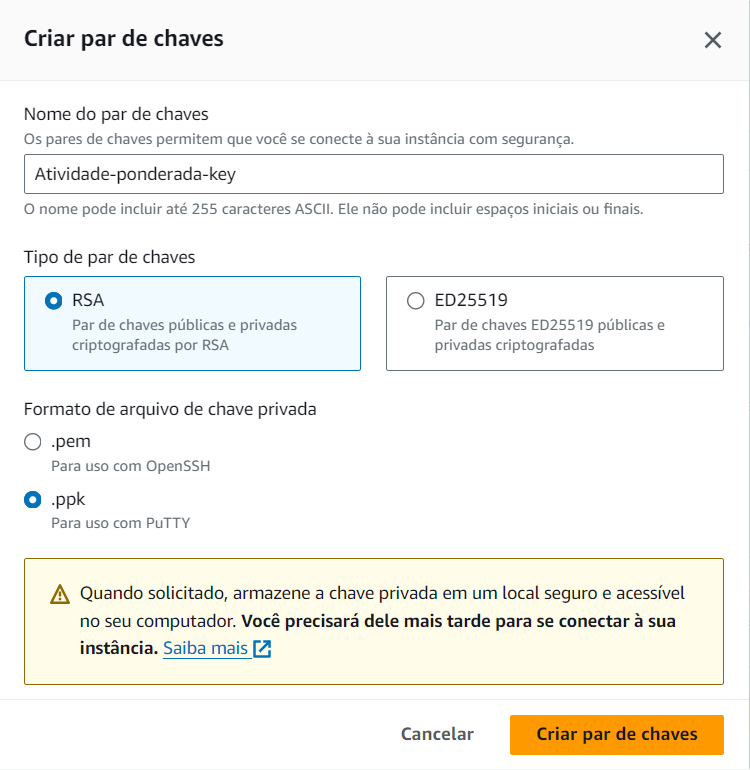 Criar par de chaves
Nome do par de chaves
Os pares de chaves permitem que você se conecte à sua instância com segurança.
Atividade-ponderada-key
O nome pode incluir até 255 caracteres ASCII. Ele não pode incluir espaços iniciais ou finais.
Tipo de par de chaves
RSA
Par de chaves públicas e privadas
criptografadas por RSA
ED25519
Par de chaves ED25519 públicas e
privadas criptografadas
Formato de arquivo de chave privada
.pem
Para uso com OpenSSH
.ppk
Para uso com PuTTY
Quando solicitado, armazene a chave privada em um local seguro e acessível
no seu computador. Você precisará dele mais tarde para se conectar à sua
instância. Saiba mais
Cancelar
Criar par de chaves